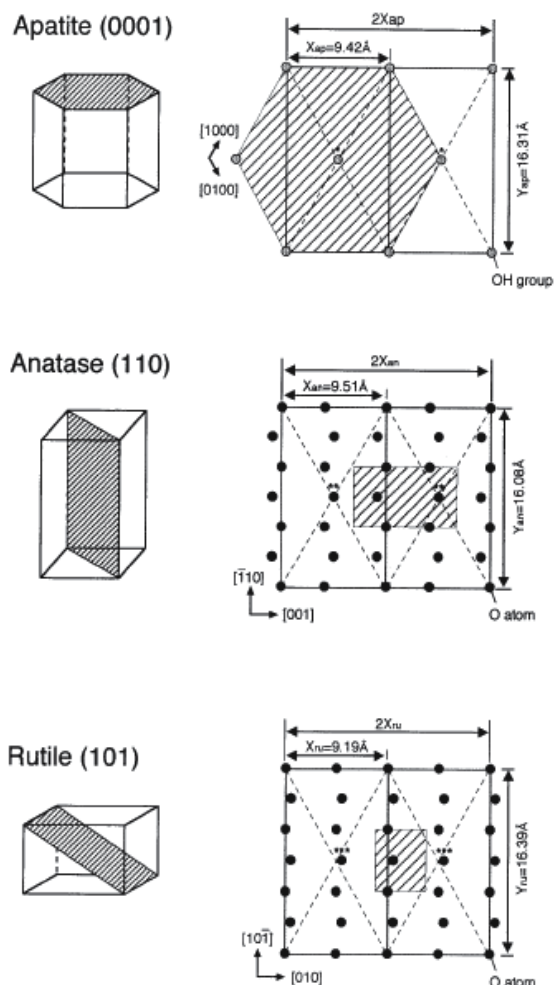 Apatite (0001)
2Xap
Xap=9.42Å
[1000]
[0100]
Yap=16.31Å
*
*
OH group
Anatase (110)
2Xan
Xan=9.51Å
Yan=16.08Å
**
**
[1̄10]
[001]
O atom
Rutile (101)
2Xru
Xru=9.19Å
Yru=16.39Å
***
***
[101̄]
[010]
O atom